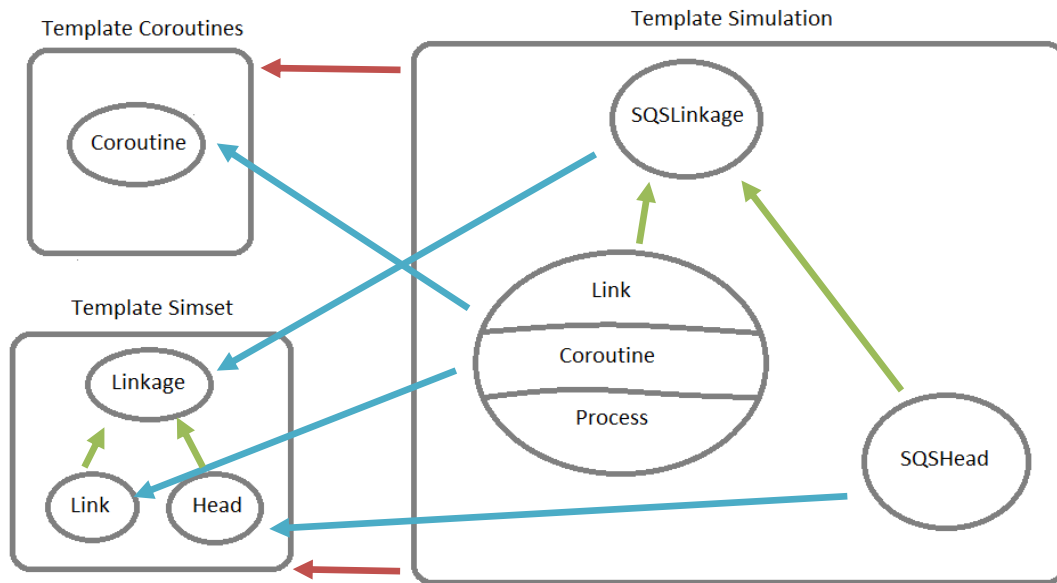 Template Coroutines
Coroutine
Template Simset
Linkage
Link
Head
Template Simulation
SQSLinkage
Link
Coroutine
Process
SQSHead